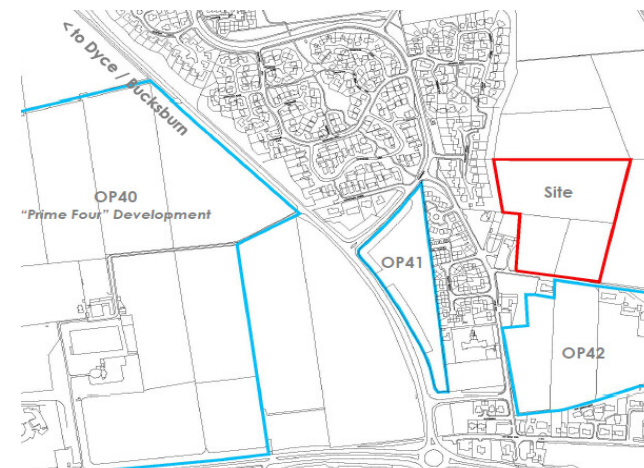 < to Dyce / Bucksburn
OP40
"Prime Four" Development
Site
OP41
OP42